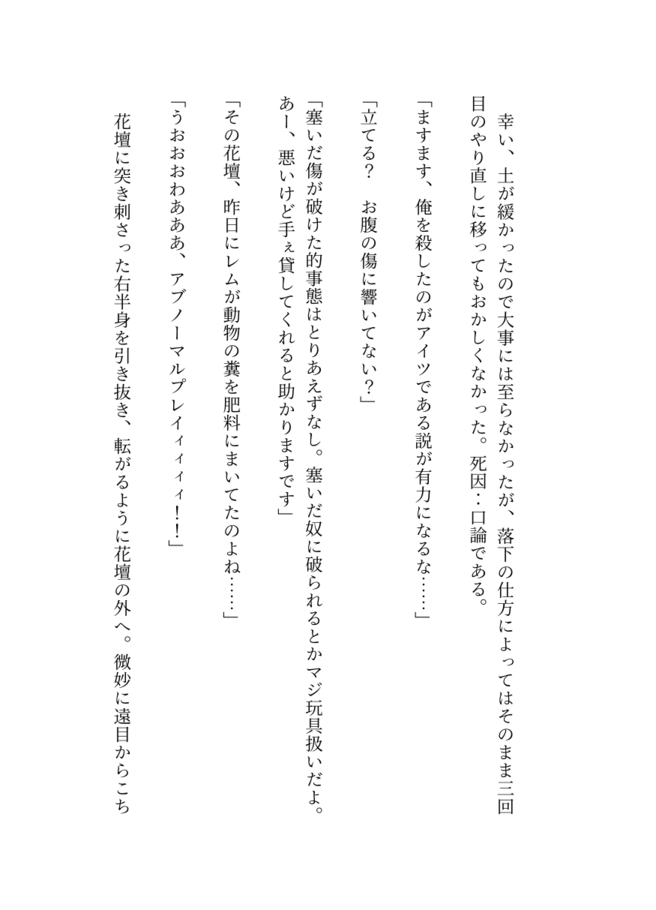 幸い、土が緩かったので大事には至らなかったが、落下の仕方によってはそのまま三回
目のやり直しに移ってもおかしくなかった。死因：口論である。
「ますます、俺を殺したのがアイツである説が有力になるな……」
「立てる？　お腹の傷に響いてない？」
「塞いだ傷が破けた的事態はとりあえずなし。塞いだ奴に破られるとかマジ玩具扱いだよ。
あー、悪いけど手ぇ貸してくれると助かりますです」
「その花壇、昨日にレムが動物の糞を肥料にまいてたのよね……」
「うおおおわあああ、アブノーマルプレイィィィィ！！」
　花壇に突き刺さった右半身を引き抜き、転がるように花壇の外へ。微妙に遠目からこち